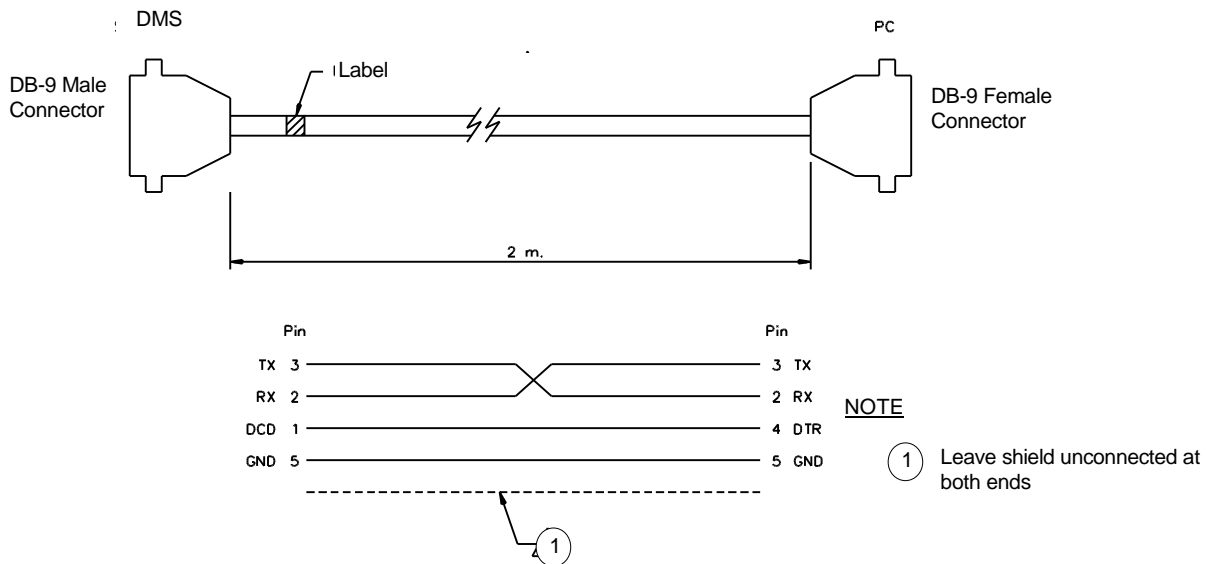 DMS
PC
DB-9 Male
Connector
Label
DB-9 Female
Connector
2 m.
Pin
Pin
TX 3
3 TX
RX 2
2 RX
DCD 1
4 DTR
GND 5
5 GND
NOTE
1 Leave shield unconnected at
both ends
1